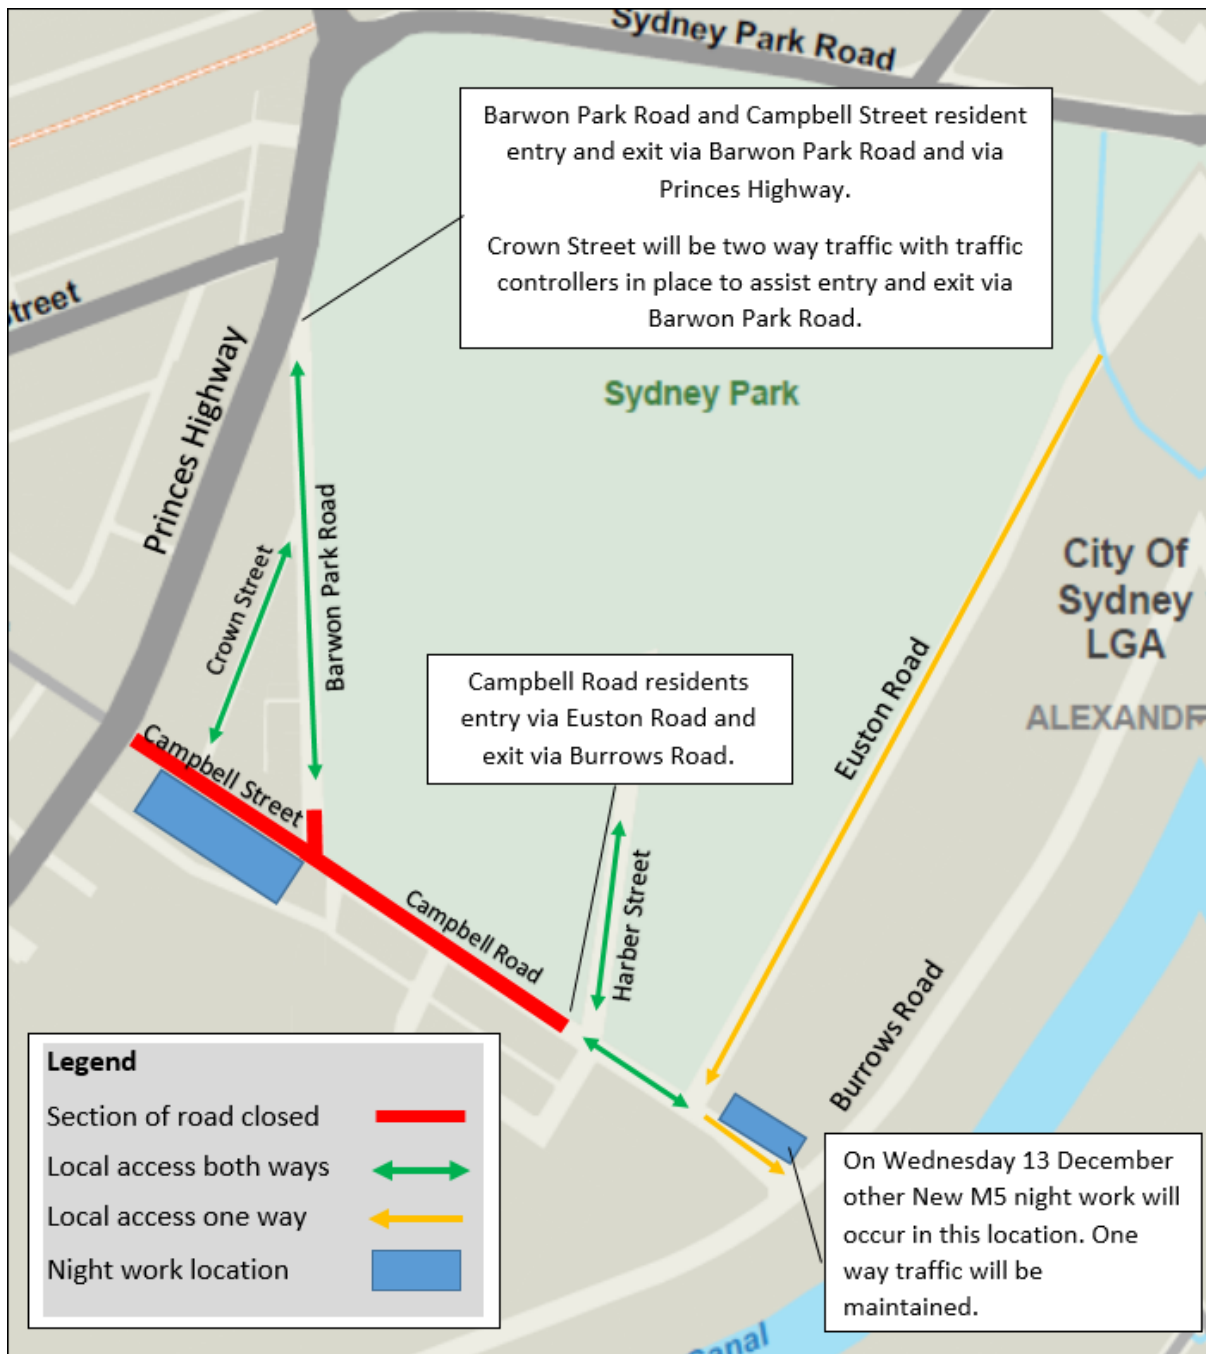 Sydney Park Road
Barwon Park Road and Campbell Street resident
entry and exit via Barwon Park Road and via
Princes Highway.
Crown Street will be two way traffic with traffic
controllers in place to assist entry and exit via
Barwon Park Road.
Street
Princes Highway
Sydney Park
Crown Street
Barwon Park Road
City Of
Sydney
LGA
ALEXANDR
Euston Road
Campbell Road residents
entry via Euston Road and
exit via Burrows Road.
Campbell Street
Campbell Road
Harber Street
Burrows Road
Legend
Section of road closed
Local access both ways
Local access one way
Night work location
On Wednesday 13 December
other New M5 night work will
occur in this location. One
way traffic will be
maintained.
Canal